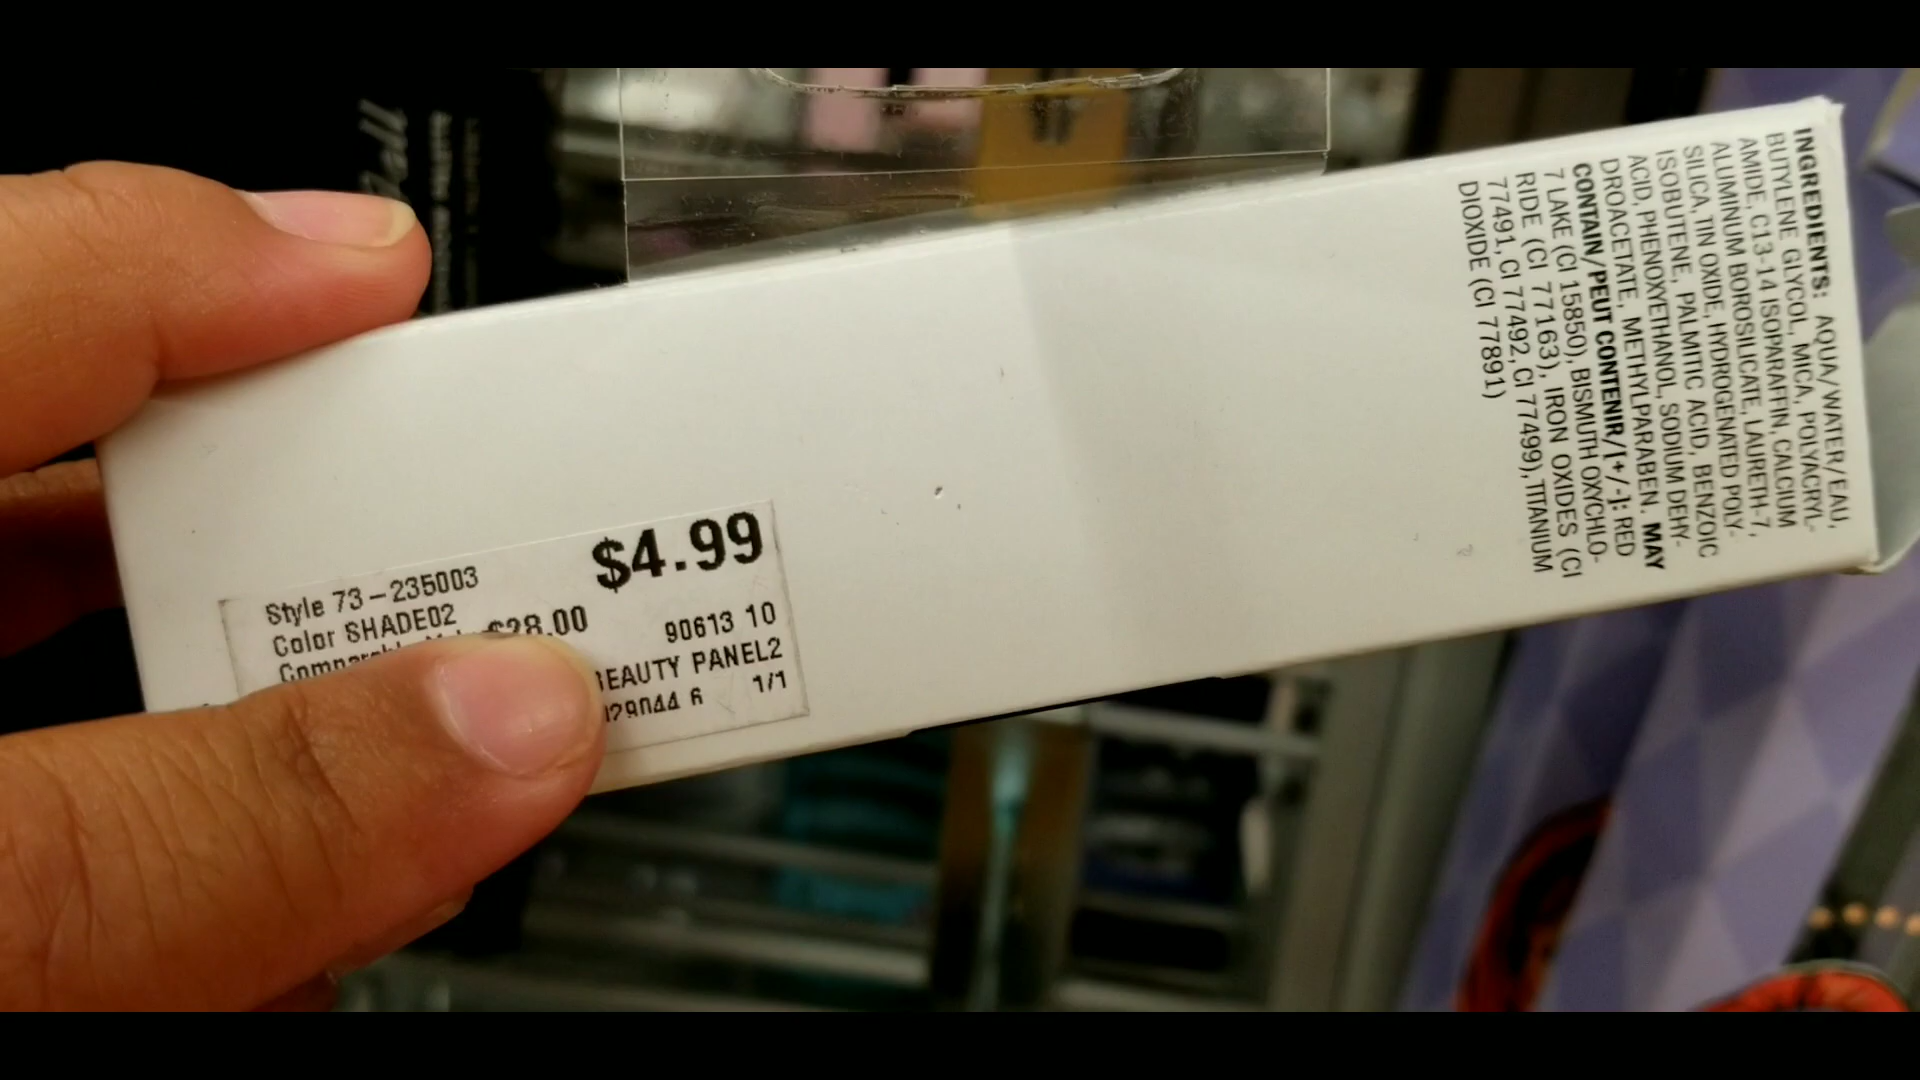 $4.99
Style 73-235003
Color SHADE02
$28.00
90613 10
BEAUTY PANEL2
1/1
INGREDIENTS: AQUA/WATER/EAU,
BUTYLENE GLYCOL, MICA, POLYACRYL-
AMIDE, C13-14 ISOPARAFFIN, CALCIUM
ALUMINUM BOROSILICATE, LAURETH-7,
SILICA, TIN OXIDE, HYDROGENATED POLY-
ISOBUTENE, PALMITIC ACID, BENZOIC
ACID, PHENOXYETHANOL, SODIUM DEHY-
DROACETATE, METHYLPARABEN. MAY
CONTAIN/PEUT CONTENIR/[+/-]: RED
7 LAKE (CI 15850), BISMUTH OXYCHLO-
RIDE (CI 77163), IRON OXIDES (CI
77491, CI 77492, CI 77499), TITANIUM
DIOXIDE (CI 77891)